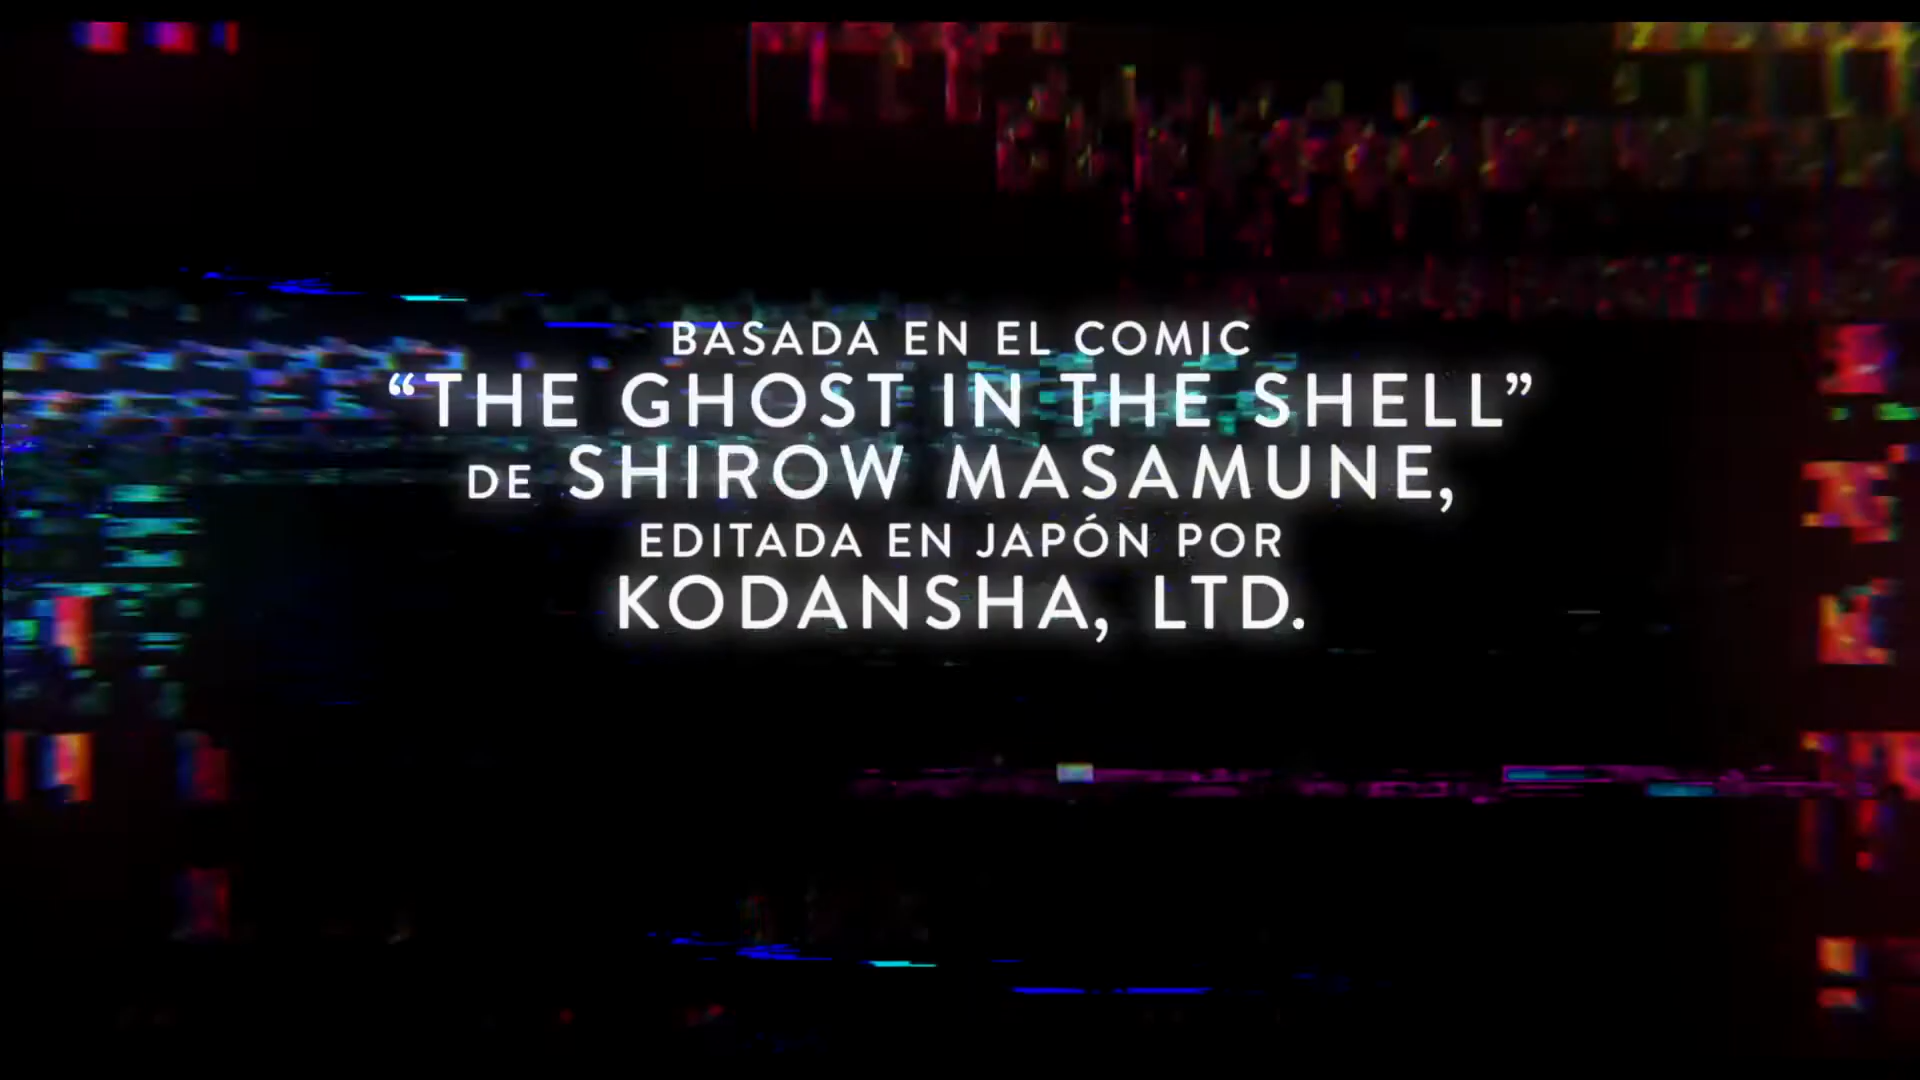 BASADA EN EL COMIC
“THE GHOST IN THE SHELL”
DE SHIROW MASAMUNE,
EDITADA EN JAPÓN POR
KODANSHA, LTD.